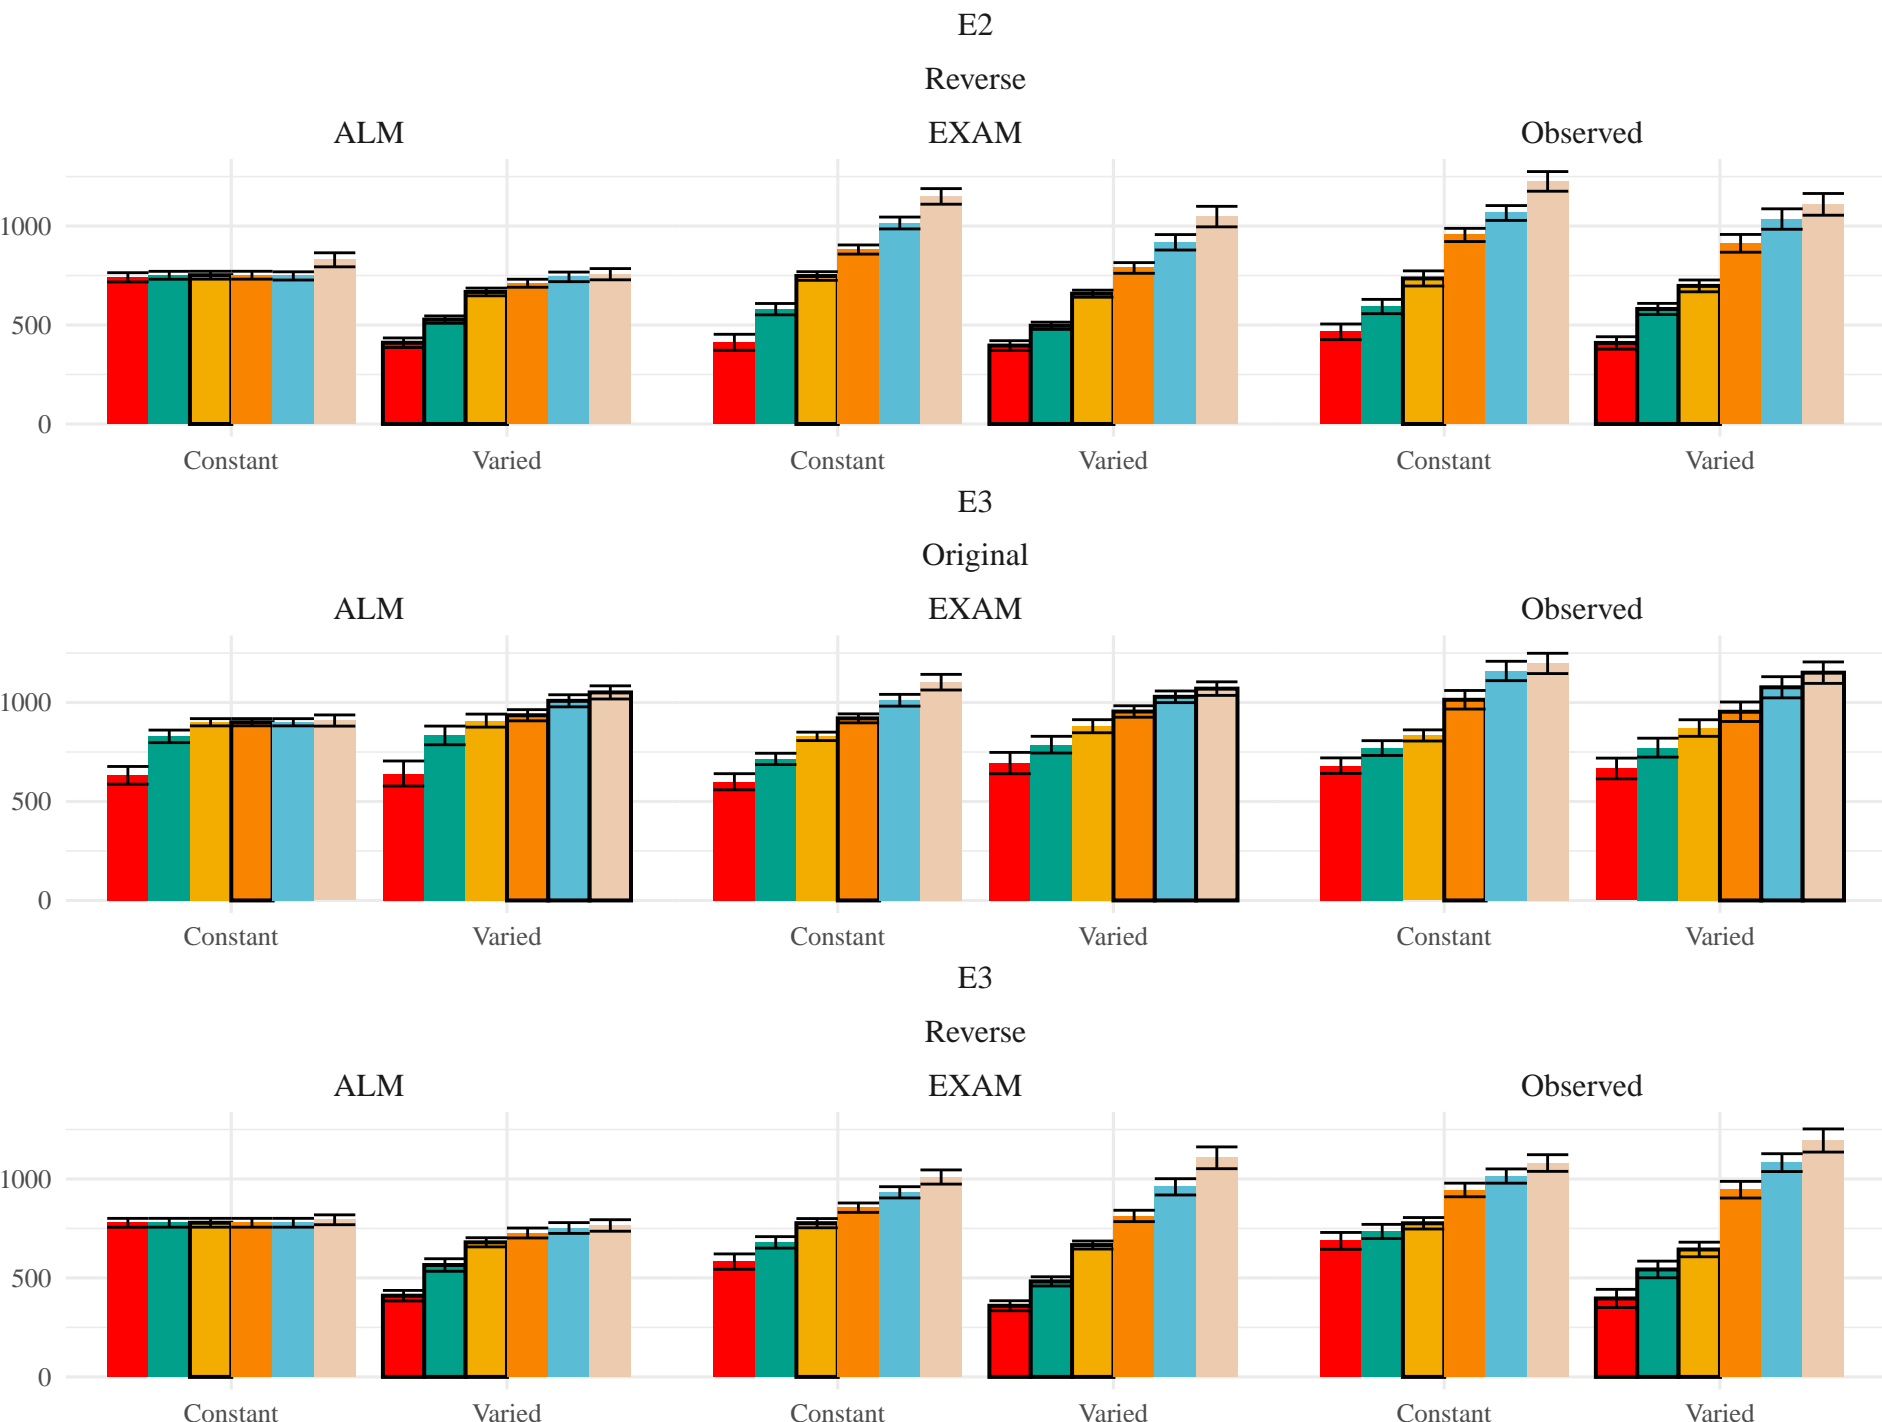 E2
Reverse
ALM EXAM Observed
1000
500
0
Constant Varied Constant Varied Constant Varied
E3
Original
ALM EXAM Observed
1000
500
0
Constant Varied Constant Varied Constant Varied
E3
Reverse
ALM EXAM Observed
1000
500
0
Constant Varied Constant Varied Constant Varied